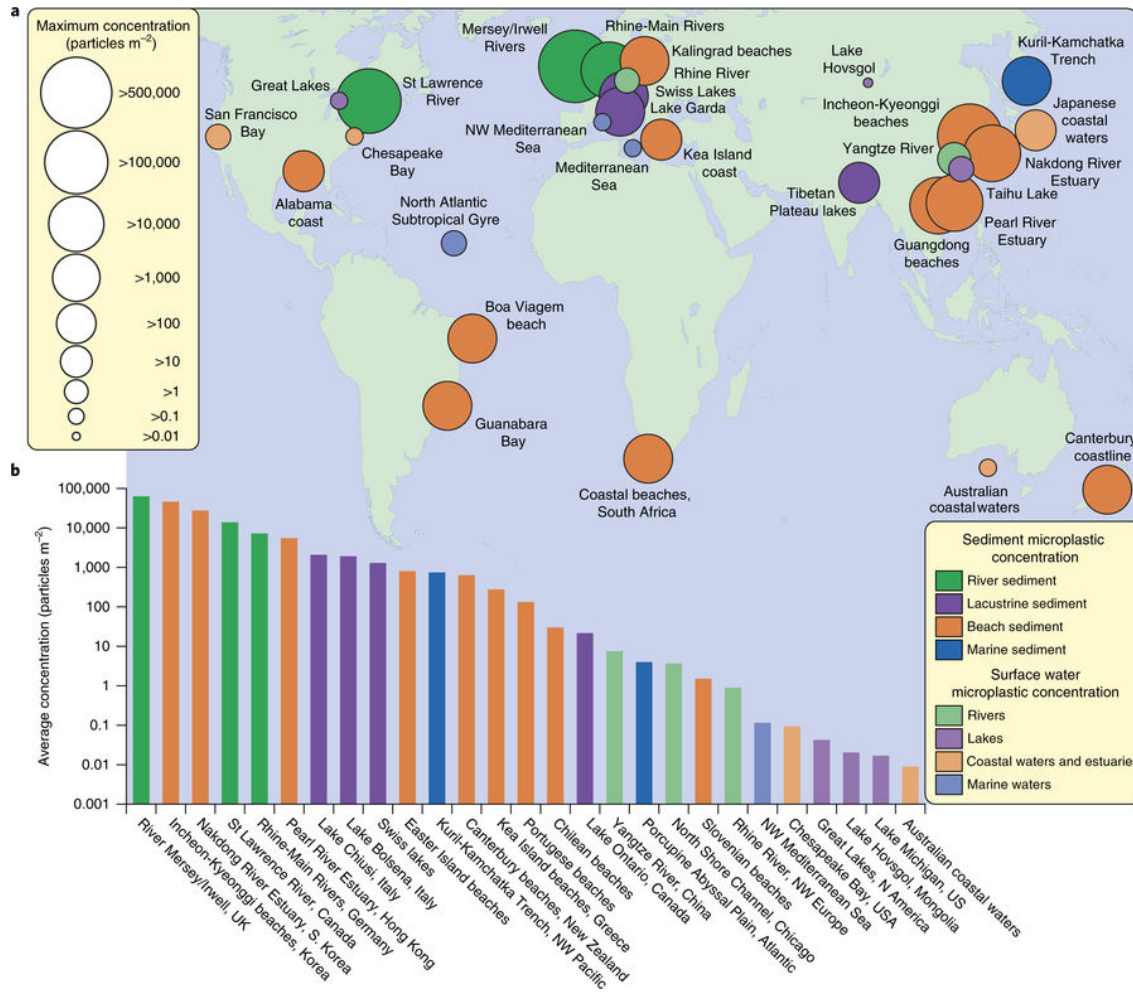 a
Maximum concentration
(particles m⁻²)
>500,000
>100,000
>10,000
>1,000
>100
>10
>1
>0.1
>0.01
Mersey/Irwell
Rivers
Rhine-Main Rivers
Kalingrad beaches
Rhine River
Swiss Lakes
Lake Garda
Lake
Hovsgol
Kuril-Kamchatka
Trench
Great Lakes
St Lawrence
River
San Francisco
Bay
Chesapeake
Bay
Alabama
coast
NW Mediterranean
Sea
Mediterranean
Sea
Kea Island
coast
Incheon-Kyeonggi
beaches
Japanese
coastal
waters
Yangtze River
Nakdong River
Estuary
Tibetan
Plateau lakes
Taihu Lake
Pearl River
Estuary
Guangdong
beaches
North Atlantic
Subtropical Gyre
Boa Viagem
beach
Guanabara
Bay
Coastal beaches,
South Africa
Australian
coastal waters
Canterbury
coastline
b
Average concentration (particles m⁻²)
100,000
10,000
1,000
100
10
1
0.1
0.01
0.001
River Mersey/Irwell, UK
Incheon-Kyeonggi beaches, Korea
Nakdong River Estuary, S. Korea
St Lawrence River, Canada
Rhine-Main Rivers, Germany
Pearl River Estuary, Hong Kong
Lake Chiusi, Italy
Lake Bolsena, Italy
Swiss lakes
Easter Island beaches
Kuril-Kamchatka Trench, NW Pacific
Canterbury beaches, New Zealand
Kea Island beaches, Greece
Portugese beaches
Chilean beaches
Lake Ontario, Canada
Yangtze River, China
Porcupine Abyssal Plain, Atlantic
North Shore Channel, Chicago
Slovenian beaches
Rhine River, NW Europe
NW Mediterranean Sea
Chesapeake Bay, USA
Great Lakes, N America
Lake Hovsgol, Mongolia
Lake Michigan, US
Australian coastal waters
Sediment microplastic
concentration
River sediment
Lacustrine sediment
Beach sediment
Marine sediment
Surface water
microplastic concentration
Rivers
Lakes
Coastal waters and estuaries
Marine waters